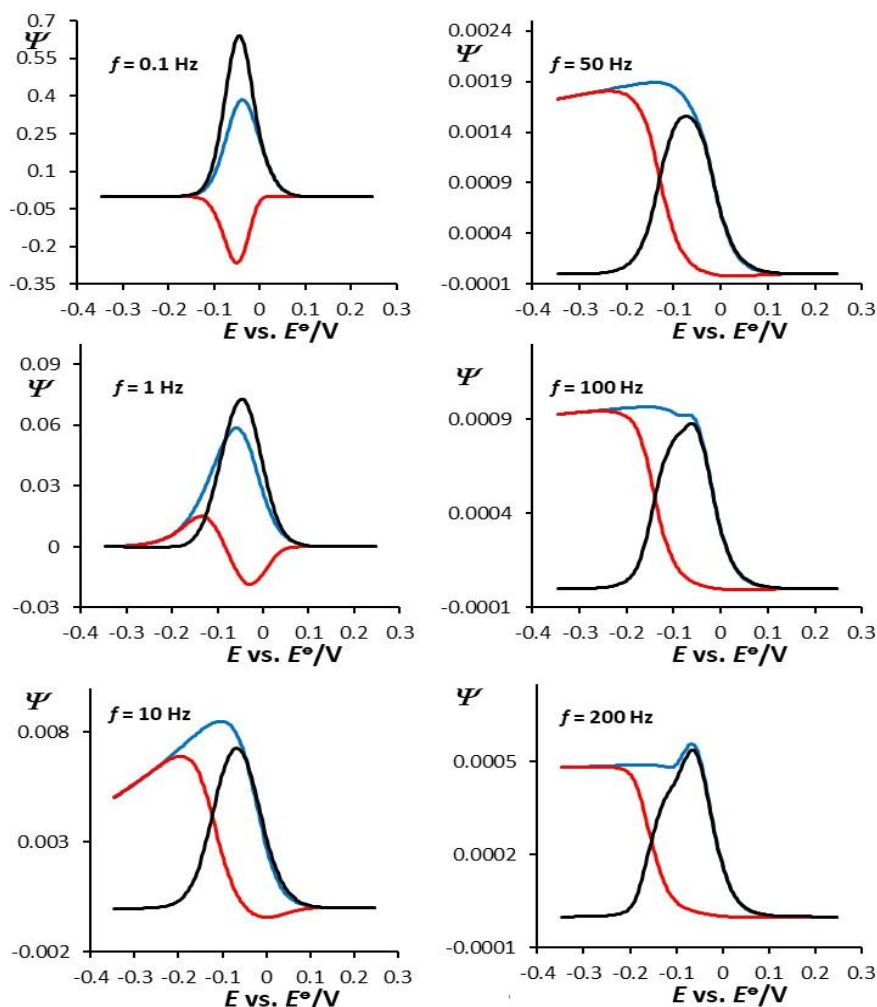 Ψ
f = 0.1 Hz
0.7
0.55
0.4
0.25
0.1
-0.05
-0.2
-0.35
-0.4 -0.3 -0.2 -0.1 0 0.1 0.2 0.3
E vs. E°/V
Ψ
f = 50 Hz
0.0024
0.0019
0.0014
0.0009
0.0004
-0.0001
-0.4 -0.3 -0.2 -0.1 0 0.1 0.2 0.3
E vs. E°/V
Ψ
f = 1 Hz
0.09
0.06
0.03
0
-0.03
-0.4 -0.3 -0.2 -0.1 0 0.1 0.2 0.3
E vs. E°/V
Ψ
f = 100 Hz
0.0009
0.0004
-0.0001
-0.4 -0.3 -0.2 -0.1 0 0.1 0.2 0.3
E vs. E°/V
Ψ
f = 10 Hz
0.008
0.003
-0.002
-0.4 -0.3 -0.2 -0.1 0 0.1 0.2 0.3
E vs. E°/V
Ψ
f = 200 Hz
0.0005
0.0002
-0.0001
-0.4 -0.3 -0.2 -0.1 0 0.1 0.2 0.3
E vs. E°/V